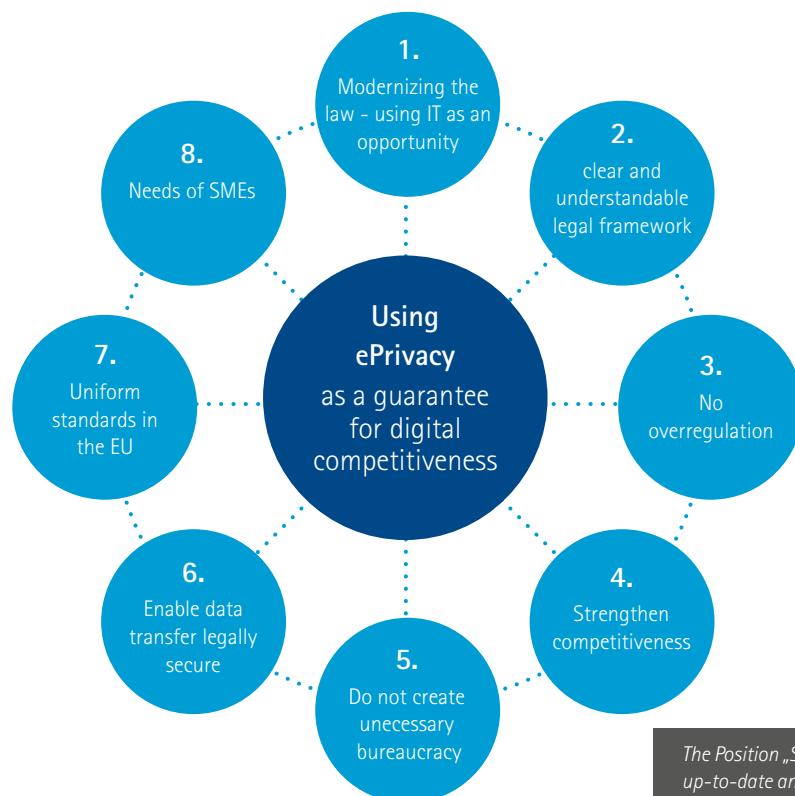 1.
Modernizing the
law - using IT as an
opportunity
2.
clear and
understandable
legal framework
3.
No
overregulation
4.
Strengthen
competitiveness
5.
Do not create
unecessary
bureaucracy
6.
Enable data
transfer legally
secure
7.
Uniform
standards in
the EU
8.
Needs of SMEs
Using
ePrivacy
as a guarantee
for digital
competitiveness
The Position „S
up-to-date an